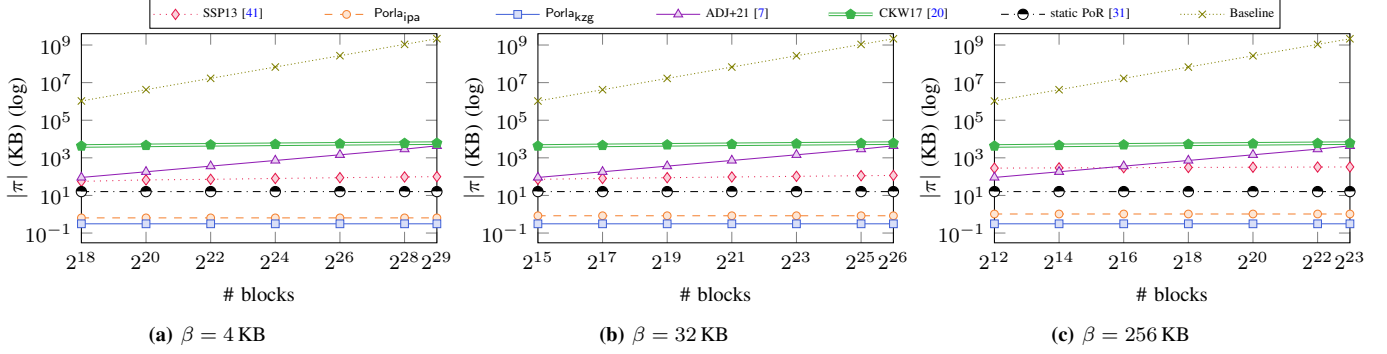 SSP13 [41] Porla_ipa Porla_kzg ADJ+21 [7] CKW17 [20] static PoR [31] Baseline
|π| (KB) (log)
10^9
10^7
10^5
10^3
10^1
10^−1
2^18 2^20 2^22 2^24 2^26 2^28 2^29
# blocks
(a) β = 4 KB
|π| (KB) (log)
10^9
10^7
10^5
10^3
10^1
10^−1
2^15 2^17 2^19 2^21 2^23 2^25 2^26
# blocks
(b) β = 32 KB
|π| (KB) (log)
10^9
10^7
10^5
10^3
10^1
10^−1
2^12 2^14 2^16 2^18 2^20 2^22 2^23
# blocks
(c) β = 256 KB